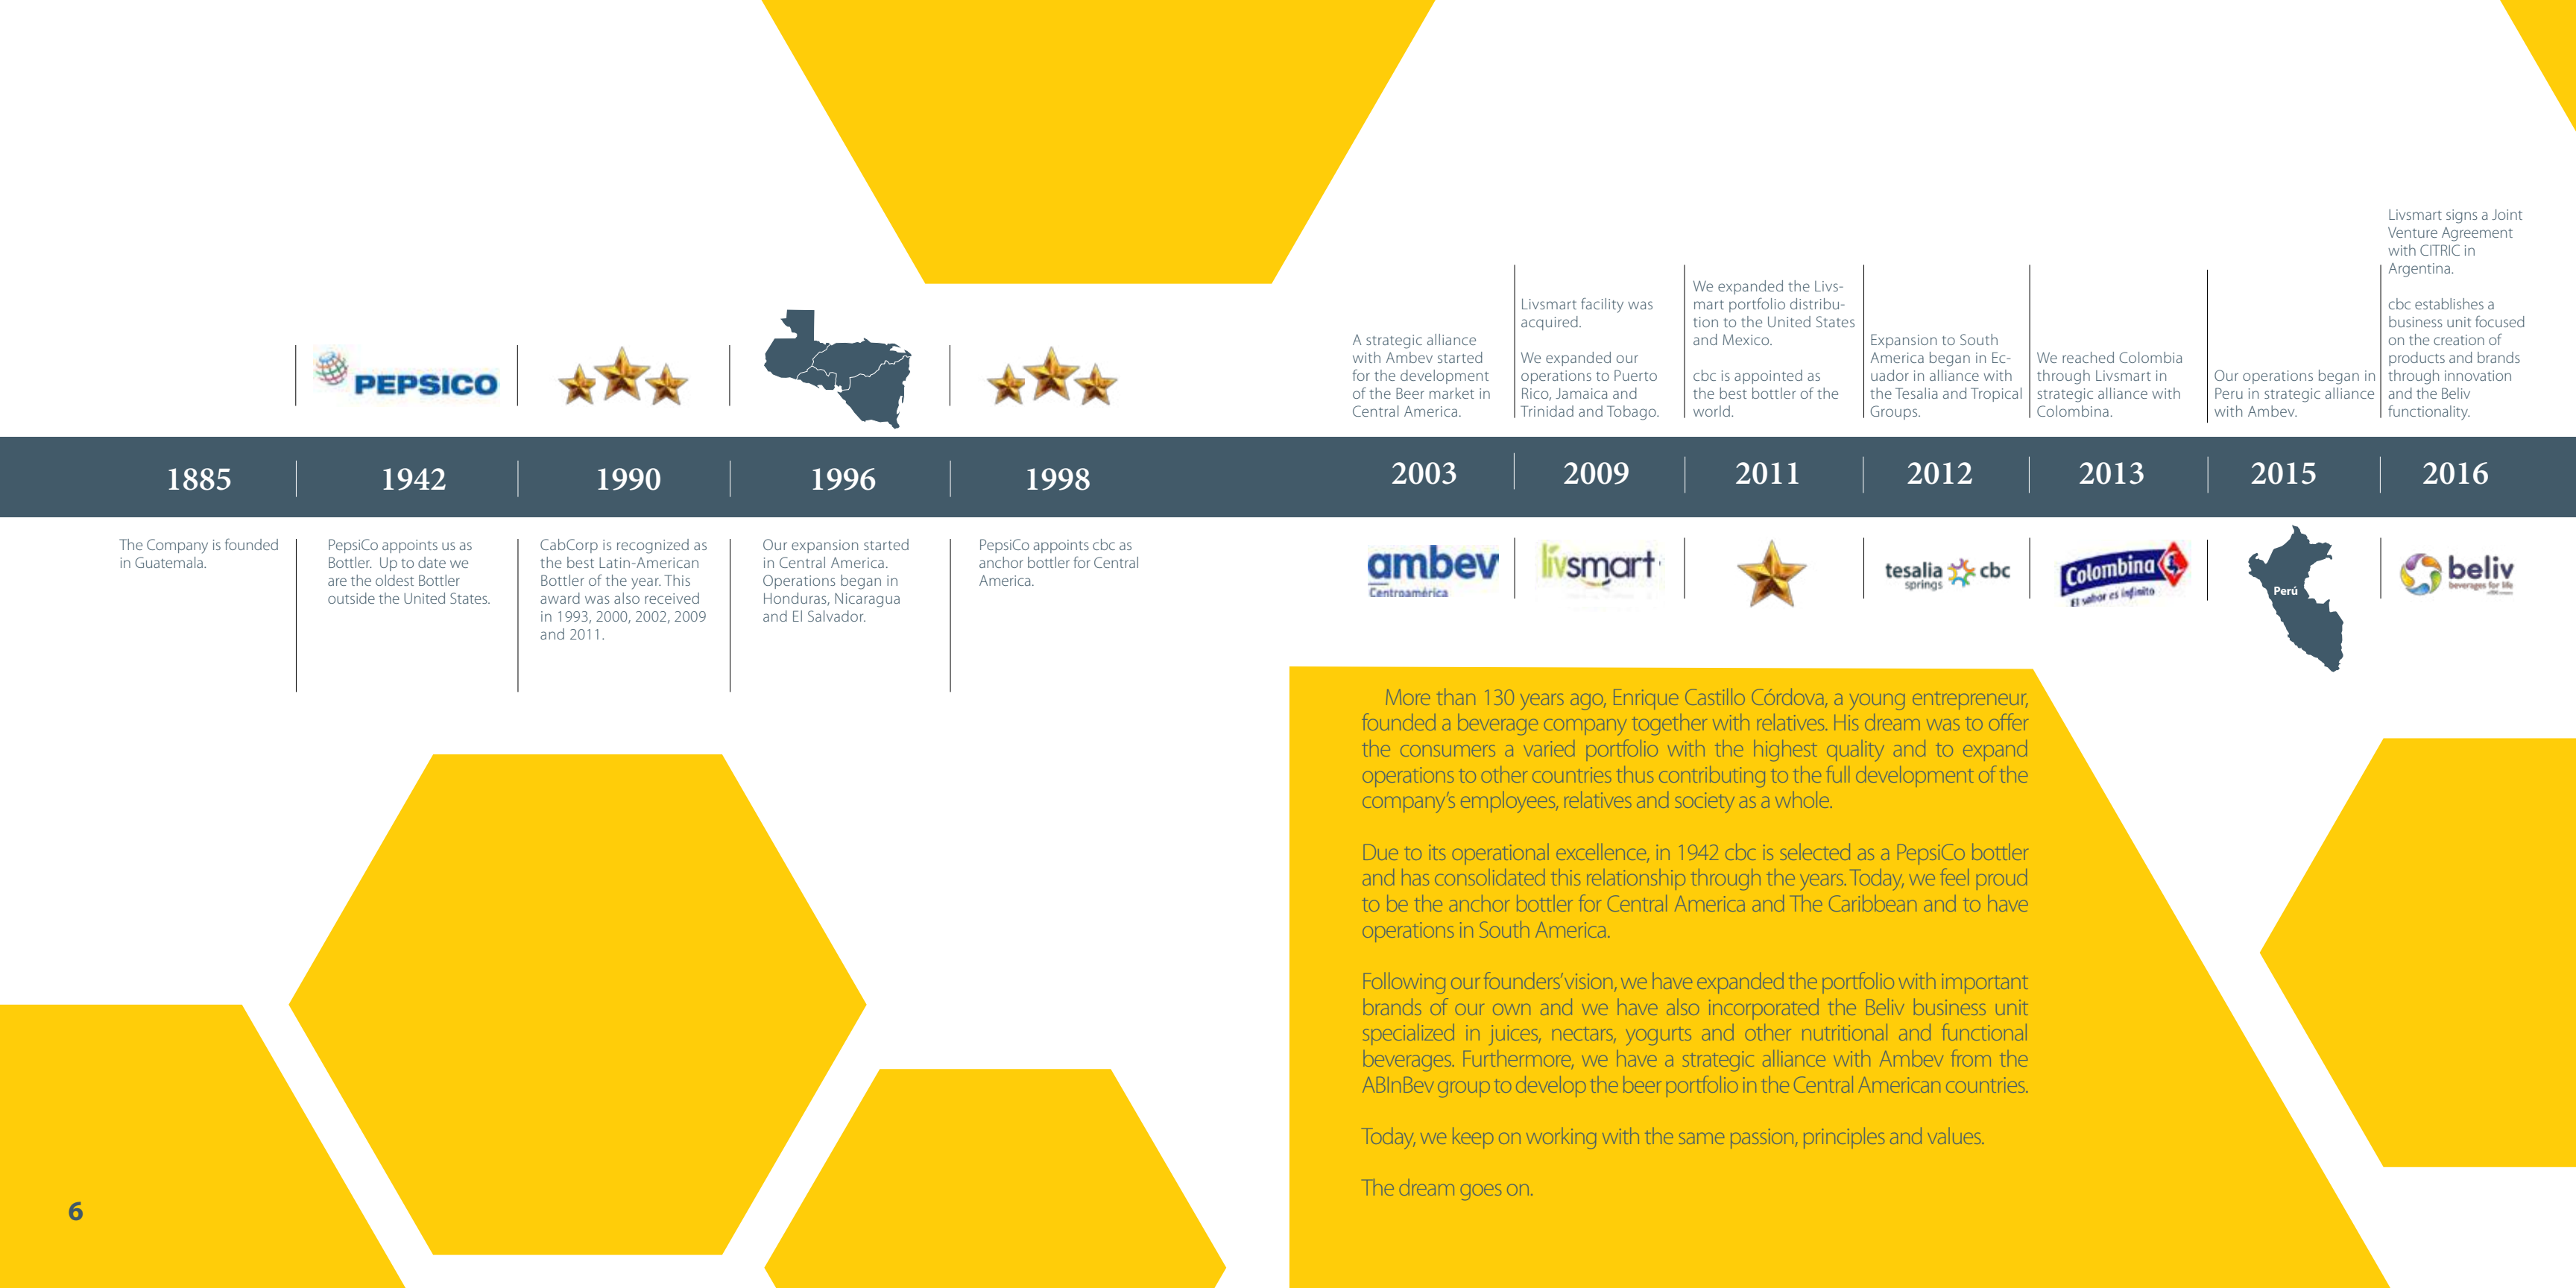 PEPSICO
1885
1942
1990
1996
1998
The Company is founded
in Guatemala.
PepsiCo appoints us as
Bottler.  Up to date we
are the oldest Bottler
outside the United States.
CabCorp is recognized as
the best Latin-American
Bottler of the year. This
award was also received
in 1993, 2000, 2002, 2009
and 2011.
Our expansion started
in Central America.
Operations began in
Honduras, Nicaragua
and El Salvador.
PepsiCo appoints cbc as
anchor bottler for Central
America.
A strategic alliance
with Ambev started
for the development
of the Beer market in
Central America.
Livsmart facility was
acquired.
We expanded our
operations to Puerto
Rico, Jamaica and
Trinidad and Tobago.
We expanded the Livs-
mart portfolio distribu-
tion to the United States
and Mexico.
cbc is appointed as
the best bottler of the
world.
Expansion to South
America began in Ec-
uador in alliance with
the Tesalia and Tropical
Groups.
We reached Colombia
through Livsmart in
strategic alliance with
Colombina.
Our operations began in
Peru in strategic alliance
with Ambev.
Livsmart signs a Joint
Venture Agreement
with CITRIC in
Argentina.
cbc establishes a
business unit focused
on the creation of
products and brands
through innovation
and the Beliv
functionality.
2003
2009
2011
2012
2013
2015
2016
ambev
Centroamérica
livsmart
tesalia cbc
springs
Colombina
El sabor es infinito
Perú
beliv
beverages for life
More than 130 years ago, Enrique Castillo Córdova, a young entrepreneur,
founded a beverage company together with relatives. His dream was to offer
the consumers a varied portfolio with the highest quality and to expand
operations to other countries thus contributing to the full development of the
company's employees, relatives and society as a whole.
Due to its operational excellence, in 1942 cbc is selected as a PepsiCo bottler
and has consolidated this relationship through the years. Today, we feel proud
to be the anchor bottler for Central America and The Caribbean and to have
operations in South America.
Following our founders' vision, we have expanded the portfolio with important
brands of our own and we have also incorporated the Beliv business unit
specialized in juices, nectars, yogurts and other nutritional and functional
beverages. Furthermore, we have a strategic alliance with Ambev from the
ABInBev group to develop the beer portfolio in the Central American countries.
Today, we keep on working with the same passion, principles and values.
The dream goes on.
6